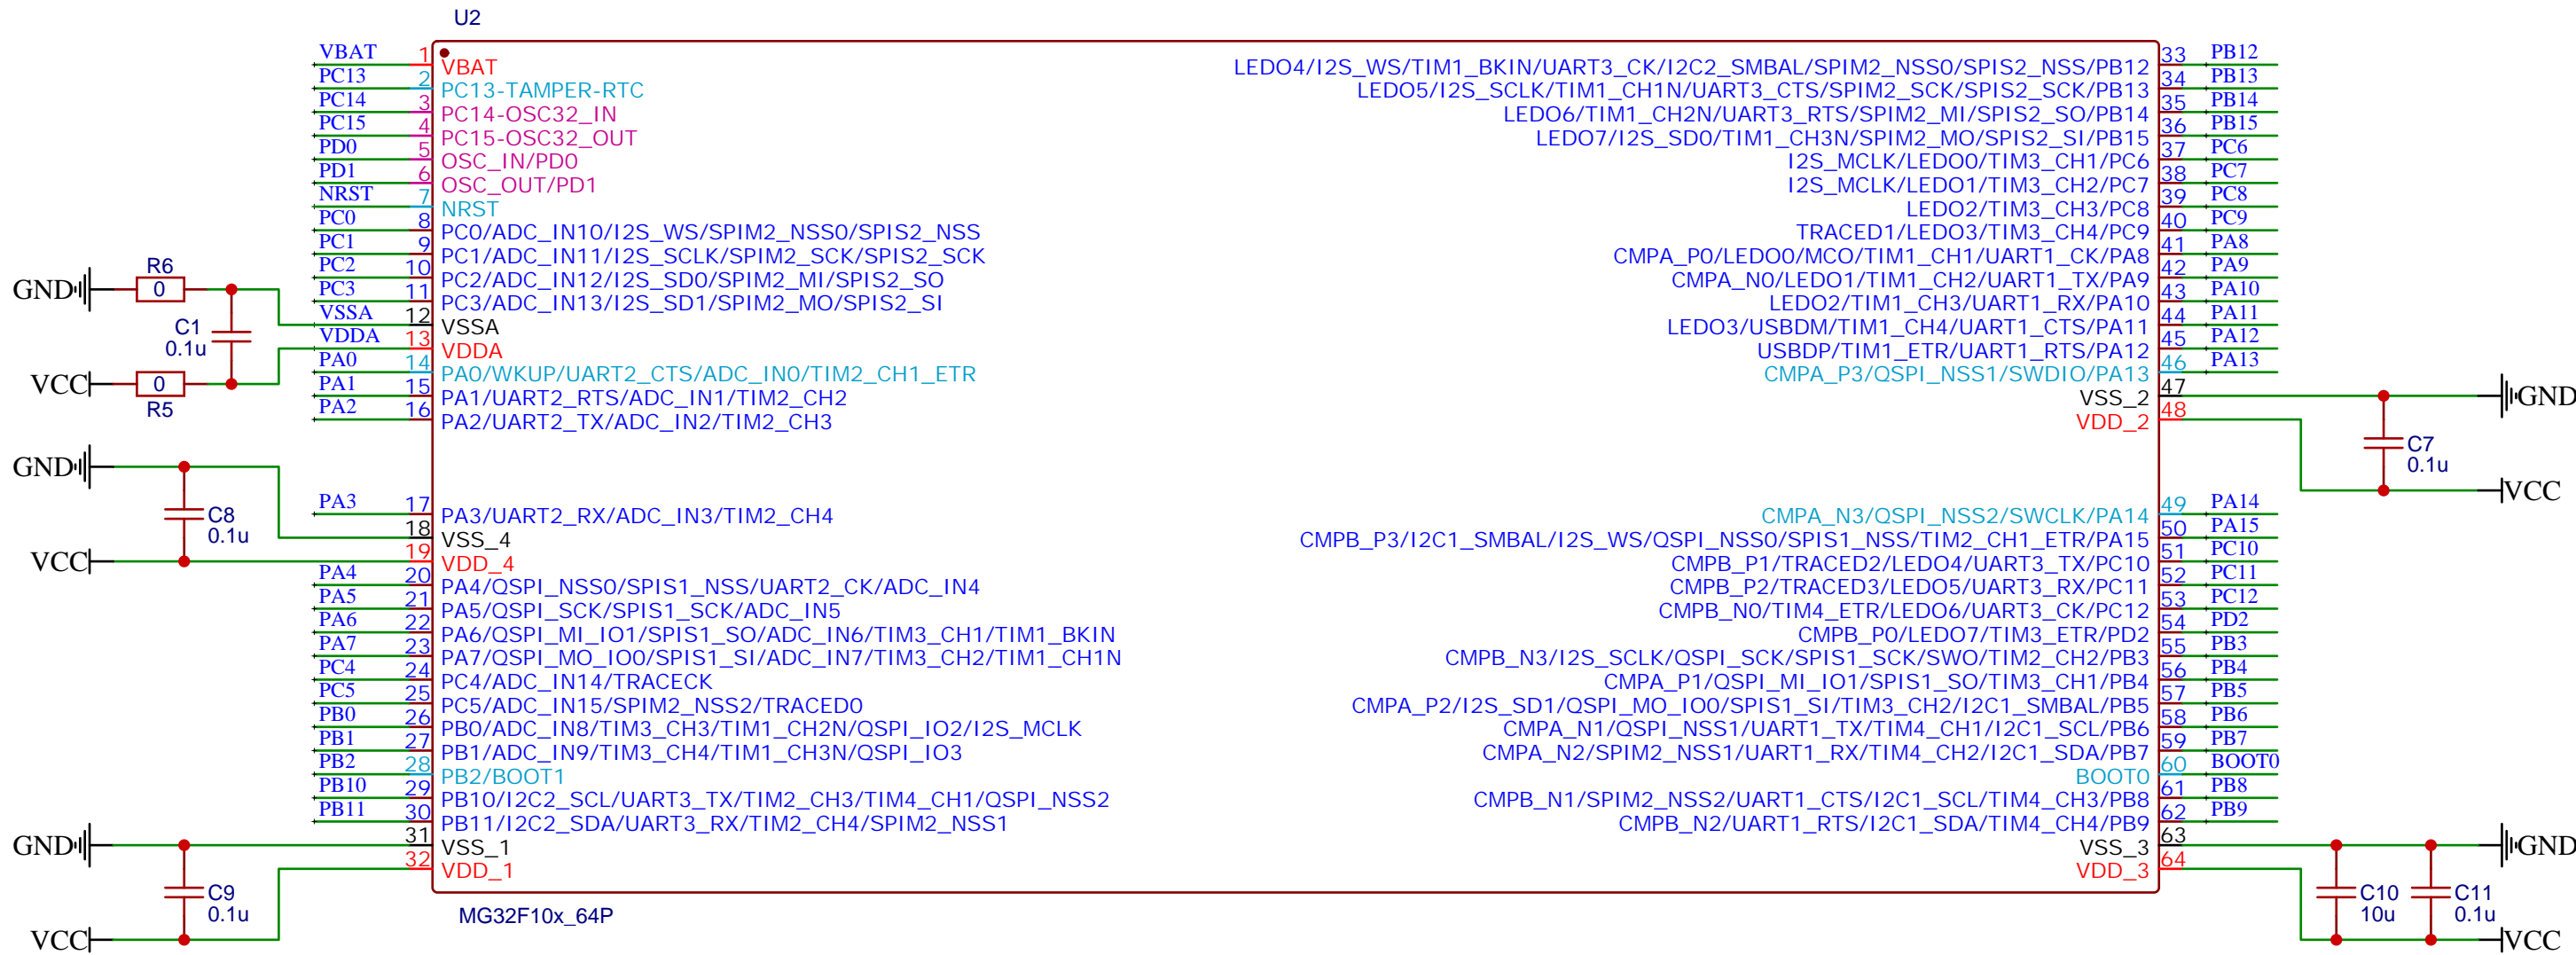 U2
VBAT 1 VBAT
PC13 2 PC13-TAMPER-RTC
PC14 3 PC14-OSC32_IN
PC15 4 PC15-OSC32_OUT
PD0 5 OSC_IN/PD0
PD1 6 OSC_OUT/PD1
NRST 7 NRST
PC0 8 PC0/ADC_IN10/I2S_WS/SPIM2_NSS0/SPIS2_NSS
PC1 9 PC1/ADC_IN11/I2S_SCLK/SPIM2_SCK/SPIS2_SCK
PC2 10 PC2/ADC_IN12/I2S_SD0/SPIM2_MI/SPIS2_SO
PC3 11 PC3/ADC_IN13/I2S_SD1/SPIM2_MO/SPIS2_SI
VSSA 12 VSSA
VDDA 13 VDDA
PA0 14 PA0/WKUP/UART2_CTS/ADC_IN0/TIM2_CH1_ETR
PA1 15 PA1/UART2_RTS/ADC_IN1/TIM2_CH2
PA2 16 PA2/UART2_TX/ADC_IN2/TIM2_CH3
R6
GND 0
C1
0.1u
VCC 0
R5
GND
C8
0.1u
VCC
PA3 17 PA3/UART2_RX/ADC_IN3/TIM2_CH4
18 VSS_4
19 VDD_4
PA4 20 PA4/QSPI_NSS0/SPIS1_NSS/UART2_CK/ADC_IN4
PA5 21 PA5/QSPI_SCK/SPIS1_SCK/ADC_IN5
PA6 22 PA6/QSPI_MI_IO1/SPIS1_SO/ADC_IN6/TIM3_CH1/TIM1_BKIN
PA7 23 PA7/QSPI_MO_IO0/SPIS1_SI/ADC_IN7/TIM3_CH2/TIM1_CH1N
PC4 24 PC4/ADC_IN14/TRACECK
PC5 25 PC5/ADC_IN15/SPIM2_NSS2/TRACED0
PB0 26 PB0/ADC_IN8/TIM3_CH3/TIM1_CH2N/QSPI_IO2/I2S_MCLK
PB1 27 PB1/ADC_IN9/TIM3_CH4/TIM1_CH3N/QSPI_IO3
PB2 28 PB2/BOOT1
PB10 29 PB10/I2C2_SCL/UART3_TX/TIM2_CH3/TIM4_CH1/QSPI_NSS2
PB11 30 PB11/I2C2_SDA/UART3_RX/TIM2_CH4/SPIM2_NSS1
31 VSS_1
32 VDD_1
GND
C9
0.1u
VCC
MG32F10x_64P
LEDO4/I2S_WS/TIM1_BKIN/UART3_CK/I2C2_SMBAL/SPIM2_NSS0/SPIS2_NSS/PB12 33 PB12
LEDO5/I2S_SCLK/TIM1_CH1N/UART3_CTS/SPIM2_SCK/SPIS2_SCK/PB13 34 PB13
LEDO6/TIM1_CH2N/UART3_RTS/SPIM2_MI/SPIS2_SO/PB14 35 PB14
LEDO7/I2S_SD0/TIM1_CH3N/SPIM2_MO/SPIS2_SI/PB15 36 PB15
I2S_MCLK/LEDO0/TIM3_CH1/PC6 37 PC6
I2S_MCLK/LEDO1/TIM3_CH2/PC7 38 PC7
LEDO2/TIM3_CH3/PC8 39 PC8
TRACED1/LEDO3/TIM3_CH4/PC9 40 PC9
CMPA_P0/LEDO0/MCO/TIM1_CH1/UART1_CK/PA8 41 PA8
CMPA_N0/LEDO1/TIM1_CH2/UART1_TX/PA9 42 PA9
LEDO2/TIM1_CH3/UART1_RX/PA10 43 PA10
LEDO3/USBDM/TIM1_CH4/UART1_CTS/PA11 44 PA11
USBDP/TIM1_ETR/UART1_RTS/PA12 45 PA12
CMPA_P3/QSPI_NSS1/SWDIO/PA13 46 PA13
VSS_2 47
VDD_2 48
GND
C7
0.1u
VCC
CMPA_N3/QSPI_NSS2/SWCLK/PA14 49 PA14
CMPB_P3/I2C1_SMBAL/I2S_WS/QSPI_NSS0/SPIS1_NSS/TIM2_CH1_ETR/PA15 50 PA15
CMPB_P1/TRACED2/LEDO4/UART3_TX/PC10 51 PC10
CMPB_P2/TRACED3/LEDO5/UART3_RX/PC11 52 PC11
CMPB_N0/TIM4_ETR/LEDO6/UART3_CK/PC12 53 PC12
CMPB_P0/LEDO7/TIM3_ETR/PD2 54 PD2
CMPB_N3/I2S_SCLK/QSPI_SCK/SPIS1_SCK/SWO/TIM2_CH2/PB3 55 PB3
CMPA_P1/QSPI_MI_IO1/SPIS1_SO/TIM3_CH1/PB4 56 PB4
CMPA_P2/I2S_SD1/QSPI_MO_IO0/SPIS1_SI/TIM3_CH2/I2C1_SMBAL/PB5 57 PB5
CMPA_N1/QSPI_NSS1/UART1_TX/TIM4_CH1/I2C1_SCL/PB6 58 PB6
CMPA_N2/SPIM2_NSS1/UART1_RX/TIM4_CH2/I2C1_SDA/PB7 59 PB7
BOOT0 60 BOOT0
CMPB_N1/SPIM2_NSS2/UART1_CTS/I2C1_SCL/TIM4_CH3/PB8 61 PB8
CMPB_N2/UART1_RTS/I2C1_SDA/TIM4_CH4/PB9 62 PB9
VSS_3 63
VDD_3 64
GND
C10 C11
10u 0.1u
VCC